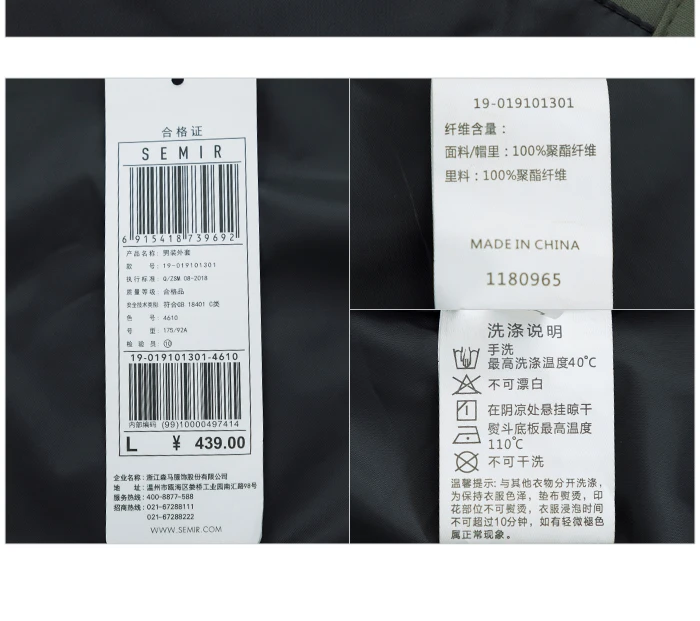 合格证
SEMIR
6 915418 739692
产品名称: 男装外套
款 号: 19-019101301
执行标准: Q/ZSM 08-2018
质量等级: 合格品
安全技术类别: 符合GB 18401 C类
色 号: 4610
号 型: 175/92A
检 验 员: ⑩
19-019101301-4610
内部编码 (99)10000497414
L ¥ 439.00
企业名称: 浙江森马服饰股份有限公司
地 址: 温州市瓯海区娄桥工业园南汇路98号
服务热线: 400-8877-588
招商热线: 021-67288111
021-67288222
WWW.SEMIR.COM
19-019101301
纤维含量：
面料/帽里：100%聚酯纤维
里料：100%聚酯纤维
MADE IN CHINA
1180965
洗涤说明
手洗
最高洗涤温度40℃
不可漂白
在阴凉处悬挂晾干
熨斗底板最高温度
110℃
不可干洗
温馨提示: 与其他衣物分开洗涤,
为保持衣服色泽, 垫布熨烫, 印
花部位不可熨烫, 衣服浸泡时间
不可超过10分钟, 如有轻微褪色
属正常现象。